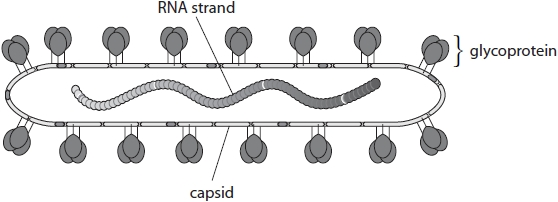 RNA strand
glycoprotein
capsid